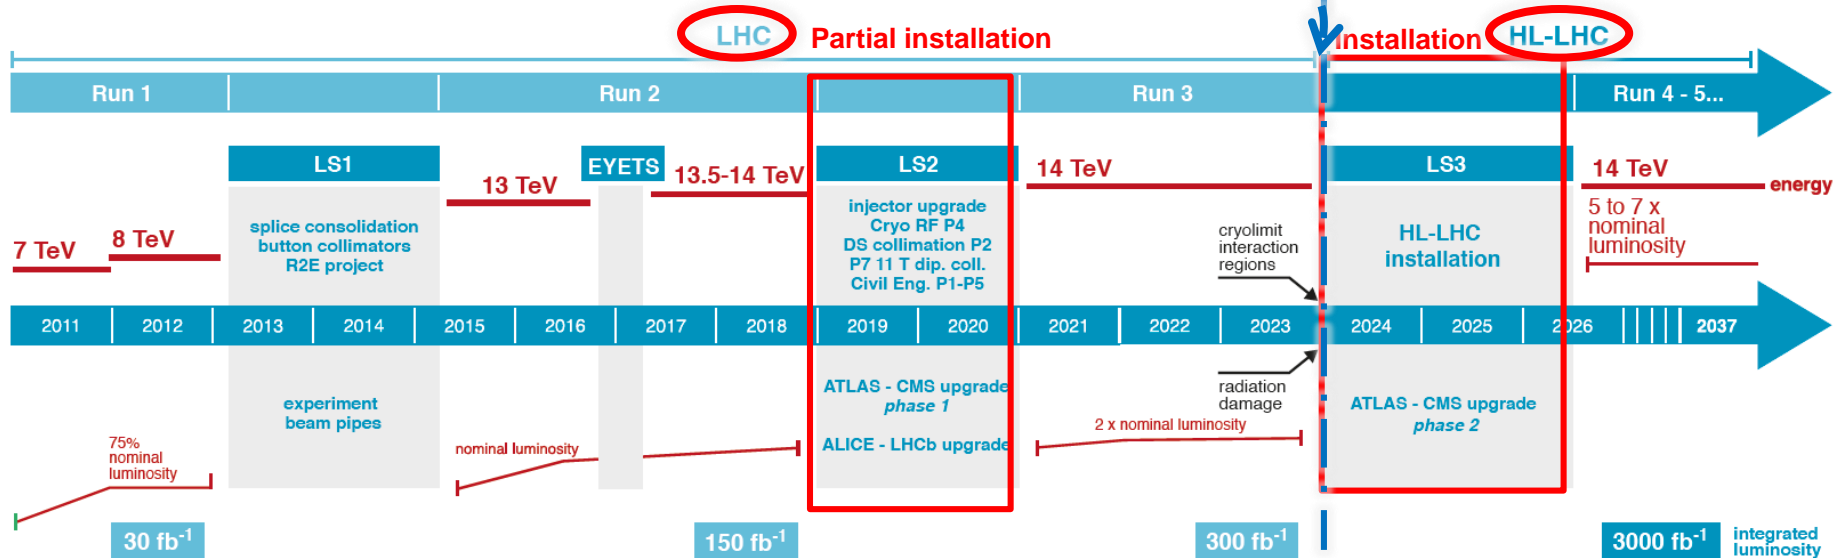 LHC
Partial installation
Installation
HL-LHC
Run 1
Run 2
Run 3
Run 4 - 5...
LS1
EYETS
LS2
LS3
7 TeV
8 TeV
13 TeV
13.5-14 TeV
14 TeV
14 TeV
energy
splice consolidation
button collimators
R2E project
injector upgrade
Cryo RF P4
DS collimation P2
P7 11 T dip. coll.
Civil Eng. P1-P5
cryolimit
interaction
regions
HL-LHC
installation
5 to 7 x
nominal
luminosity
2011 2012 2013 2014 2015 2016 2017 2018 2019 2020 2021 2022 2023 2024 2025 2026 2037
experiment
beam pipes
ATLAS - CMS upgrade
phase 1
ALICE - LHCb upgrade
radiation
damage
ATLAS - CMS upgrade
phase 2
75%
nominal
luminosity
nominal luminosity
2 x nominal luminosity
30 fb⁻¹
150 fb⁻¹
300 fb⁻¹
3000 fb⁻¹
integrated
luminosity